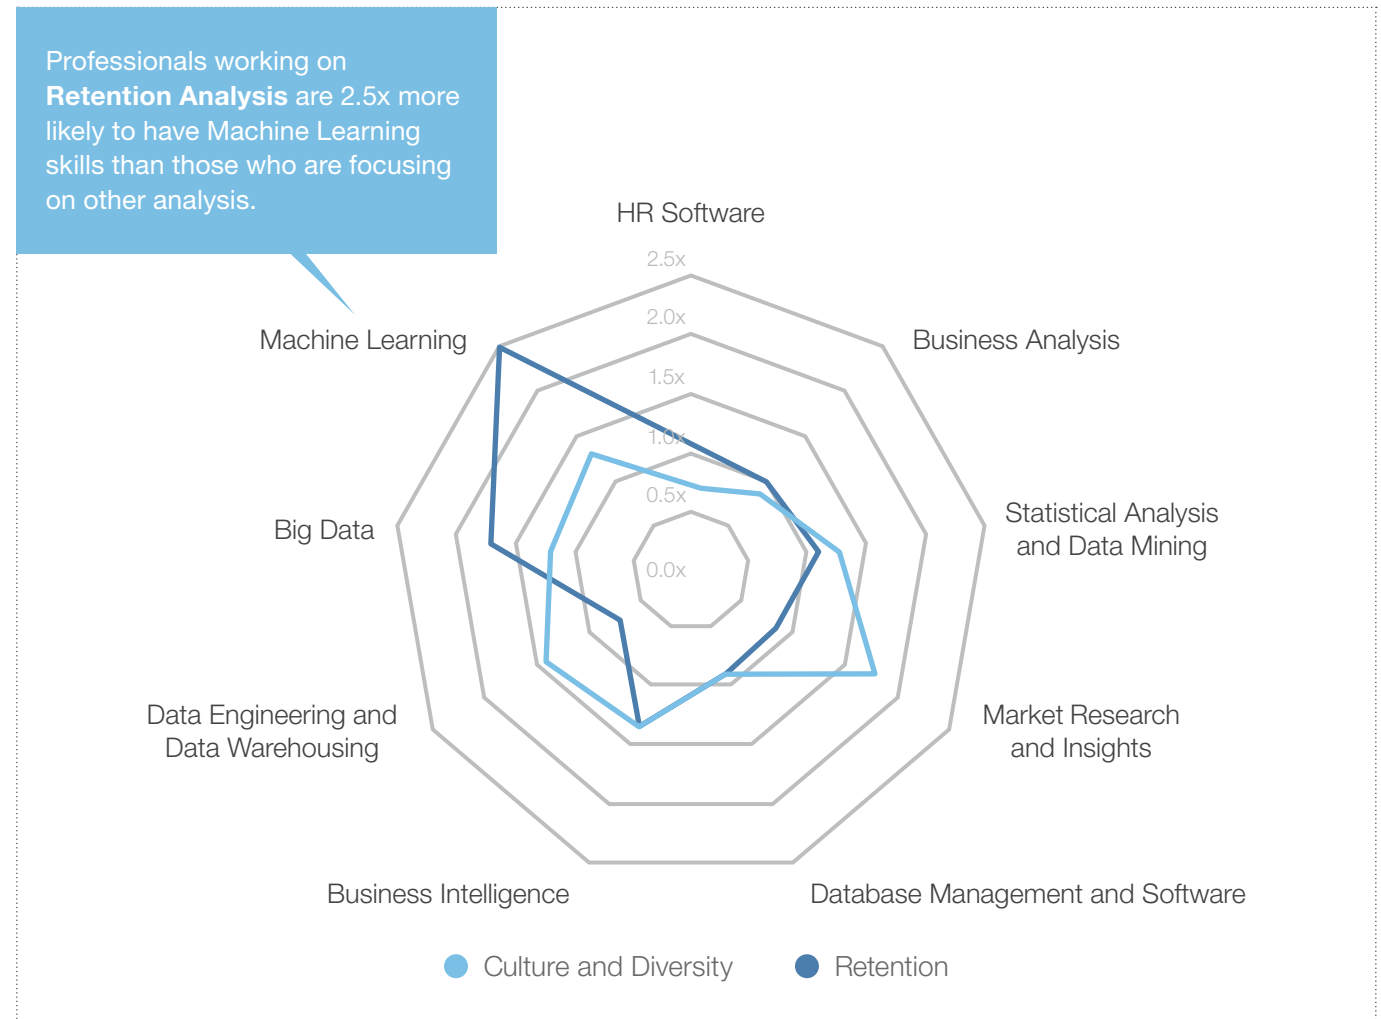 Professionals working on
Retention Analysis are 2.5x more
likely to have Machine Learning
skills than those who are focusing
on other analysis.
HR Software
2.5x
2.0x
1.5x
1.0x
0.5x
0.0x
Machine Learning
Business Analysis
Big Data
Statistical Analysis
and Data Mining
Data Engineering and
Data Warehousing
Market Research
and Insights
Business Intelligence
Database Management and Software
Culture and Diversity
Retention